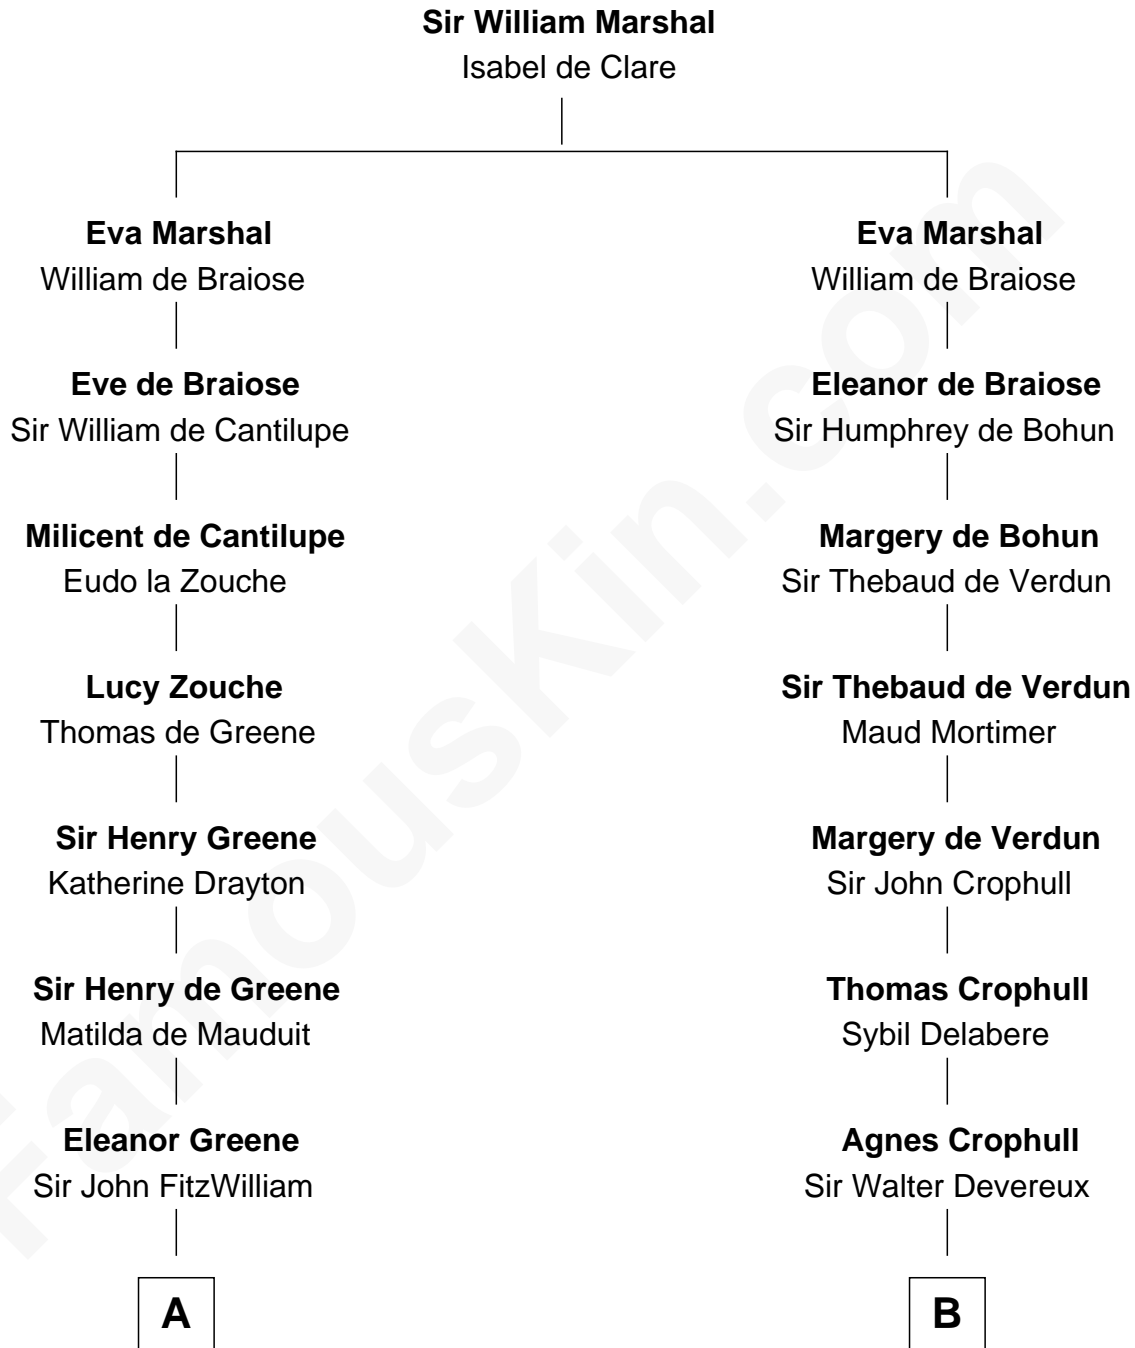 Sir William Marshal
Isabel de Clare
Eva Marshal
William de Braiose
Eve de Braiose
Sir William de Cantilupe
Milicent de Cantilupe
Eudo la Zouche
Lucy Zouche
Thomas de Greene
Sir Henry Greene
Katherine Drayton
Sir Henry de Greene
Matilda de Mauduit
Eleanor Greene
Sir John FitzWilliam
A
Eva Marshal
William de Braiose
Eleanor de Braiose
Sir Humphrey de Bohun
Margery de Bohun
Sir Thebaud de Verdun
Sir Thebaud de Verdun
Maud Mortimer
Margery de Verdun
Sir John Crophull
Thomas Crophull
Sybil Delabere
Agnes Crophull
Sir Walter Devereux
B
FamousKin.com